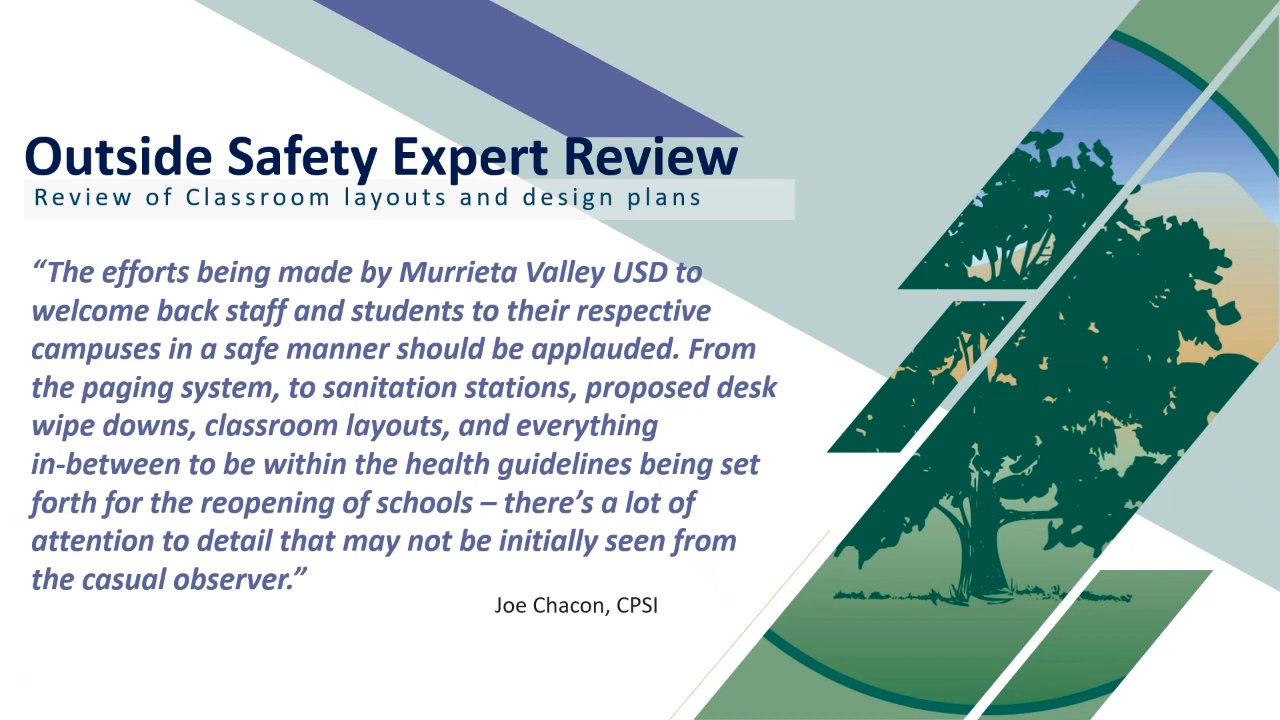 Outside Safety Expert Review
Review of Classroom layouts and design plans
“The efforts being made by Murrieta Valley USD to
welcome back staff and students to their respective
campuses in a safe manner should be applauded. From
the paging system, to sanitation stations, proposed desk
wipe downs, classroom layouts, and everything
in-between to be within the health guidelines being set
forth for the reopening of schools – there’s a lot of
attention to detail that may not be initially seen from
the casual observer.”
Joe Chacon, CPSI